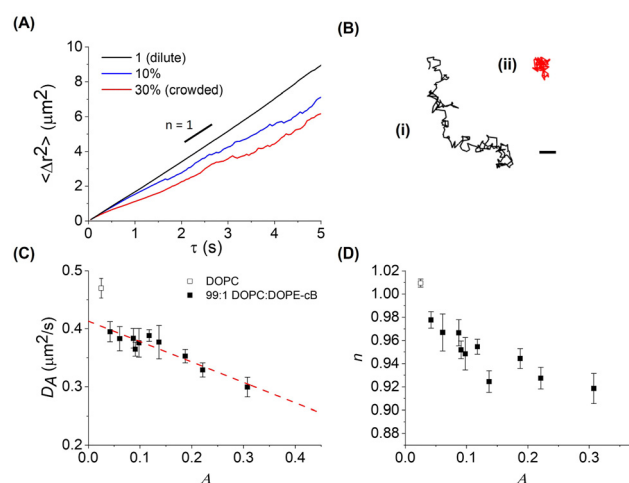 (A)
<Δr²> (μm²)
10
8
6
4
2
0
1 (dilute)
10%
30% (crowded)
n = 1
0 1 2 3 4 5
τ (s)
(B)
(i)
(ii)
(C)
D_A (μm²/s)
0.5
0.4
0.3
0.2
DOPC
99:1 DOPC:DOPE-cB
0.0 0.1 0.2 0.3 0.4
A
(D)
n
1.02
1.00
0.98
0.96
0.94
0.92
0.90
0.88
0.0 0.1 0.2 0.3
A